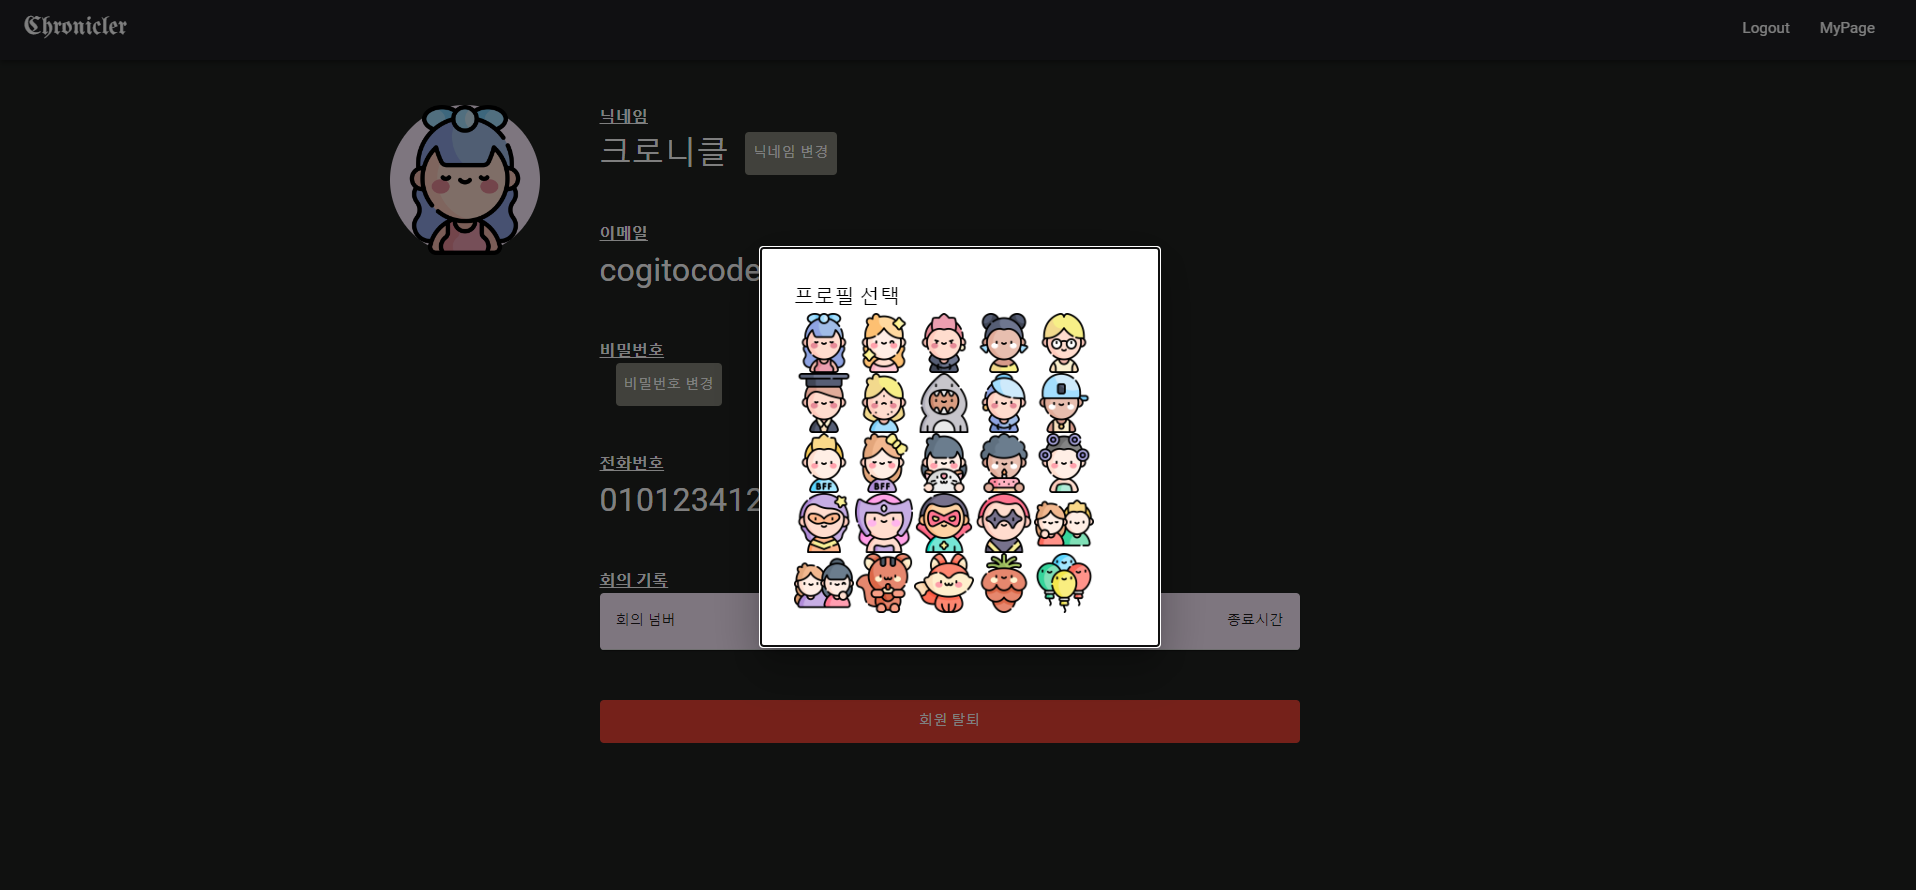 Chronicler
Logout MyPage
닉네임
크로니클 닉네임 변경
이메일
cogitocode
비밀번호
비밀번호 변경
전화번호
010123412
회의 기록
회의 넘버 종료시간
회원 탈퇴
프로필 선택
BFF BFF